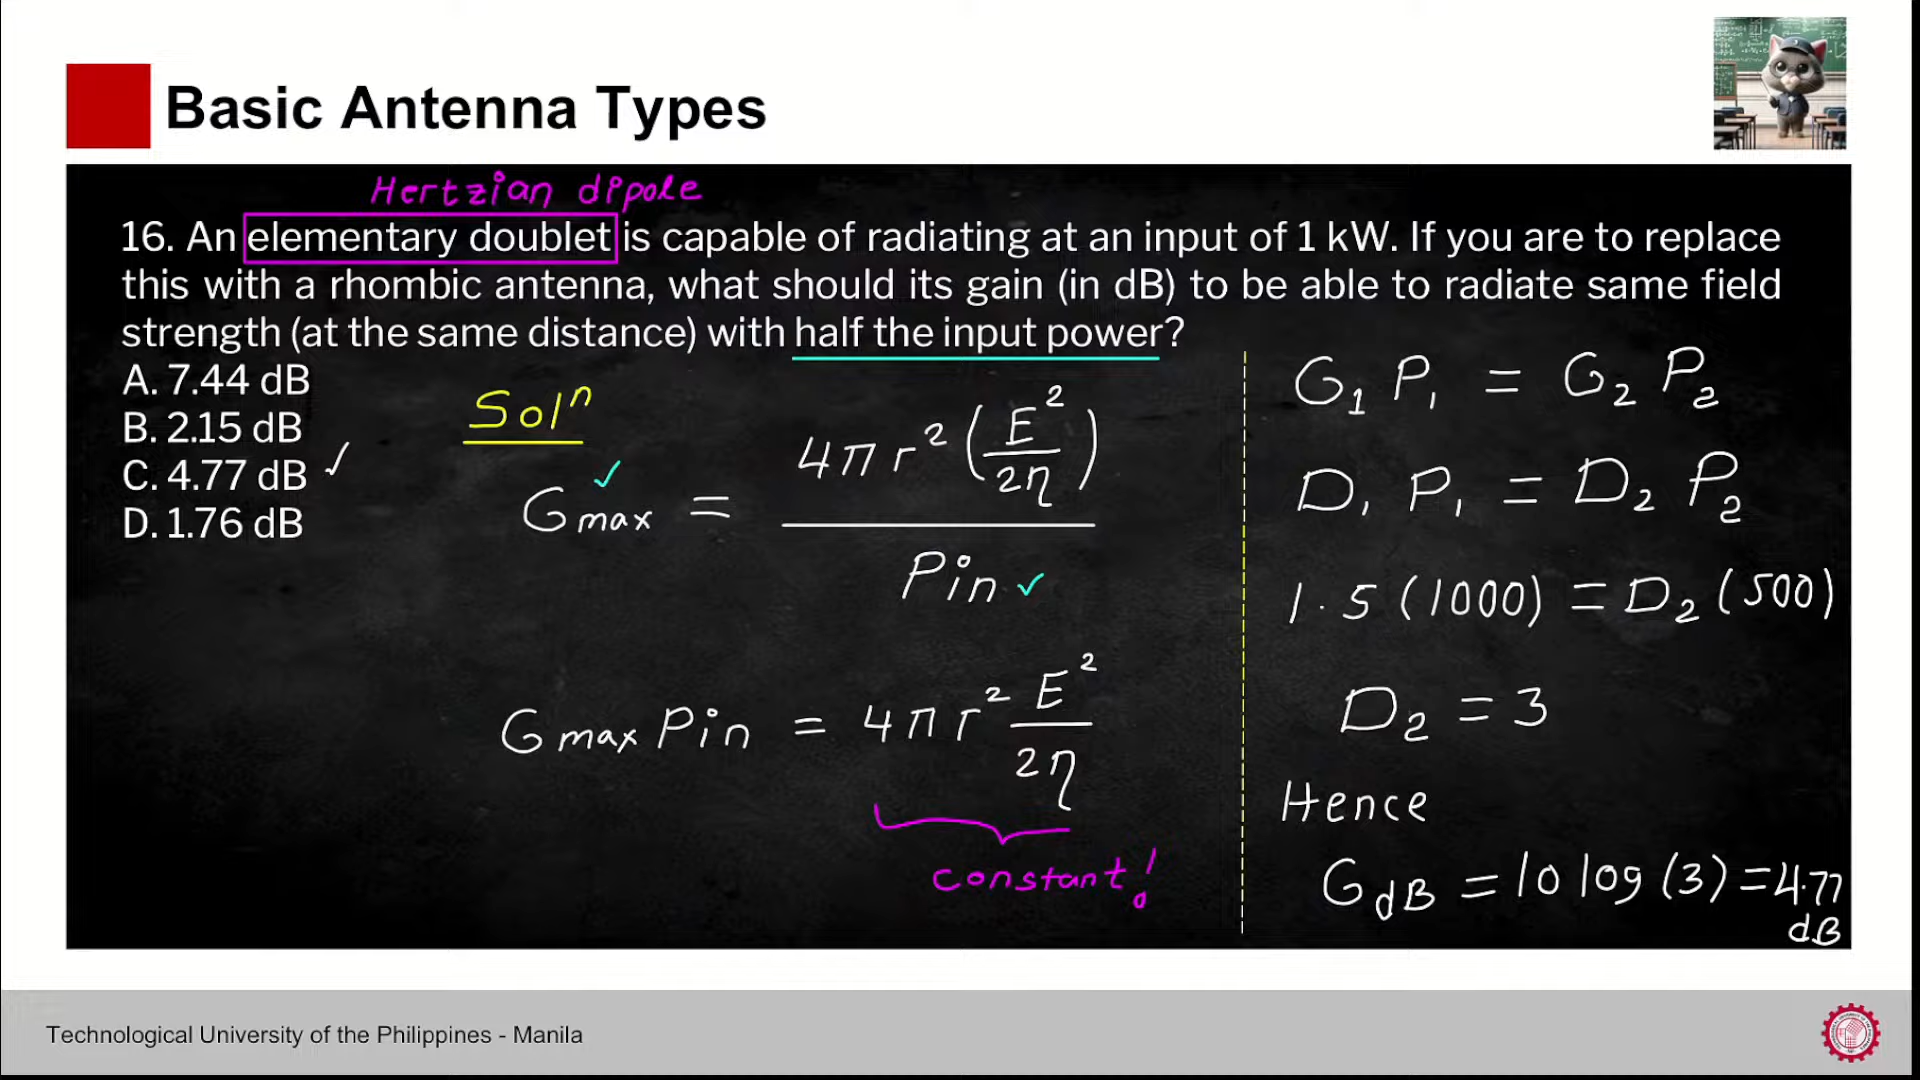 Basic Antenna Types
Hertzian dipole
16. An elementary doublet is capable of radiating at an input of 1 kW. If you are to replace
this with a rhombic antenna, what should its gain (in dB) to be able to radiate same field
strength (at the same distance) with half the input power?
A. 7.44 dB
B. 2.15 dB
C. 4.77 dB ✓
D. 1.76 dB
Solⁿ
✓
Gmax = 4πr²(E²/2η) / Pin ✓
Gmax Pin = 4πr² E²/2η
constant!
G₁ P₁ = G₂ P₂
D₁ P₁ = D₂ P₂
1.5 (1000) = D₂ (500)
D₂ = 3
Hence
GdB = 10 log (3) = 4.77
dB
Technological University of the Philippines - Manila